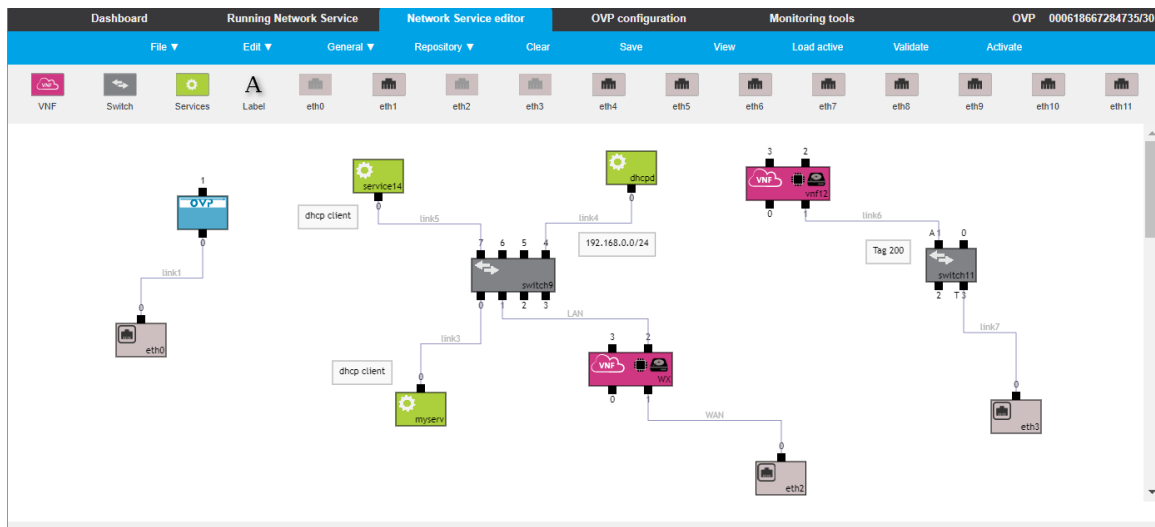 Dashboard Running Network Service Network Service editor OVP configuration Monitoring tools OVP 000618667284735/30
File ▼ Edit ▼ General ▼ Repository ▼ Clear Save View Load active Validate Activate
VNF A
VNF Switch Services Label eth0 eth1 eth2 eth3 eth4 eth5 eth6 eth7 eth8 eth9 eth10 eth11
3 2
VNF
vnf12
0 1
dhcpd
0
service14
0
1
OVP
0
dhcp client
link5
link4
link6
192.168.0.0/24
Tag 200
A 1 0
switch11
2 T 3
7 6 5 4
switch9
0 1 2 3
link1
LAN
link3
link7
0
eth0
3 2
VNF
WX
0 1
dhcp client
0
myserv
WAN
0
eth3
0
eth2